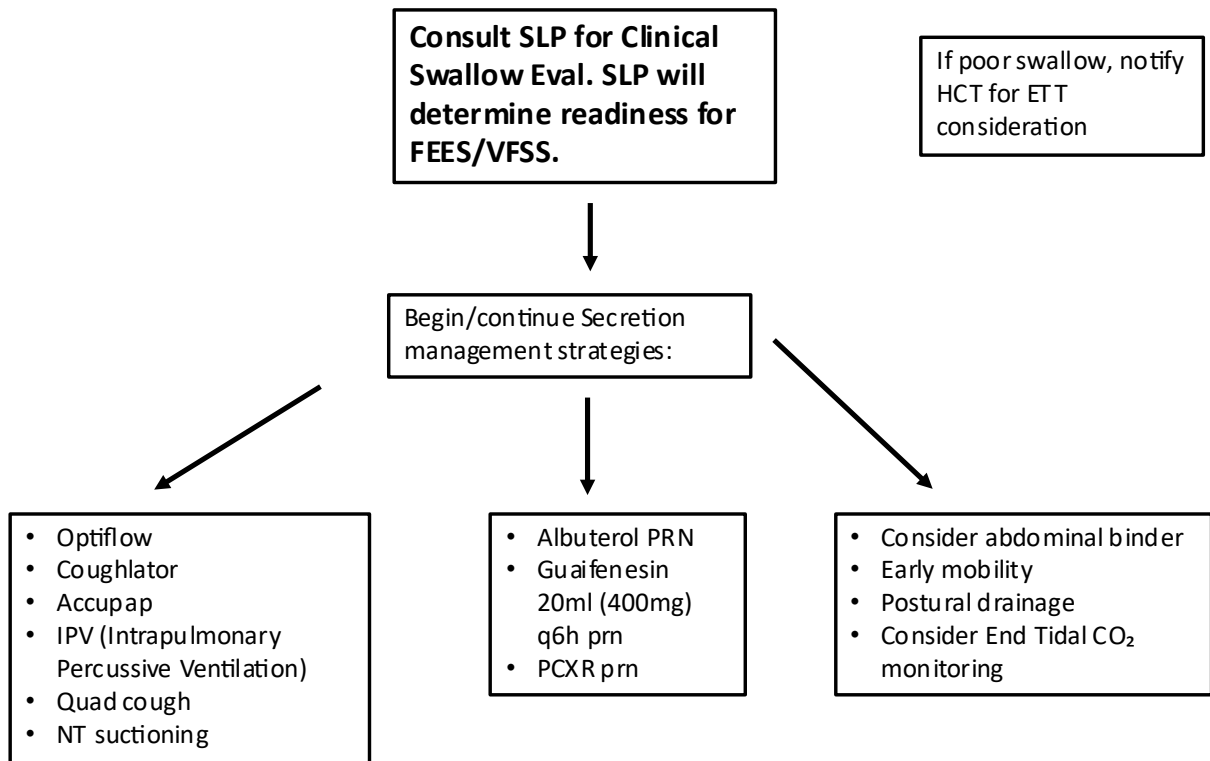 Consult SLP for Clinical
Swallow Eval. SLP will
determine readiness for
FEES/VFSS.
If poor swallow, notify
HCT for ETT
consideration
Begin/continue Secretion
management strategies:
• Optiflow
• Coughlator
• Accupap
• IPV (Intrapulmonary
Percussive Ventilation)
• Quad cough
• NT suctioning
• Albuterol PRN
• Guaifenesin
20ml (400mg)
q6h prn
• PCXR prn
• Consider abdominal binder
• Early mobility
• Postural drainage
• Consider End Tidal CO₂
monitoring